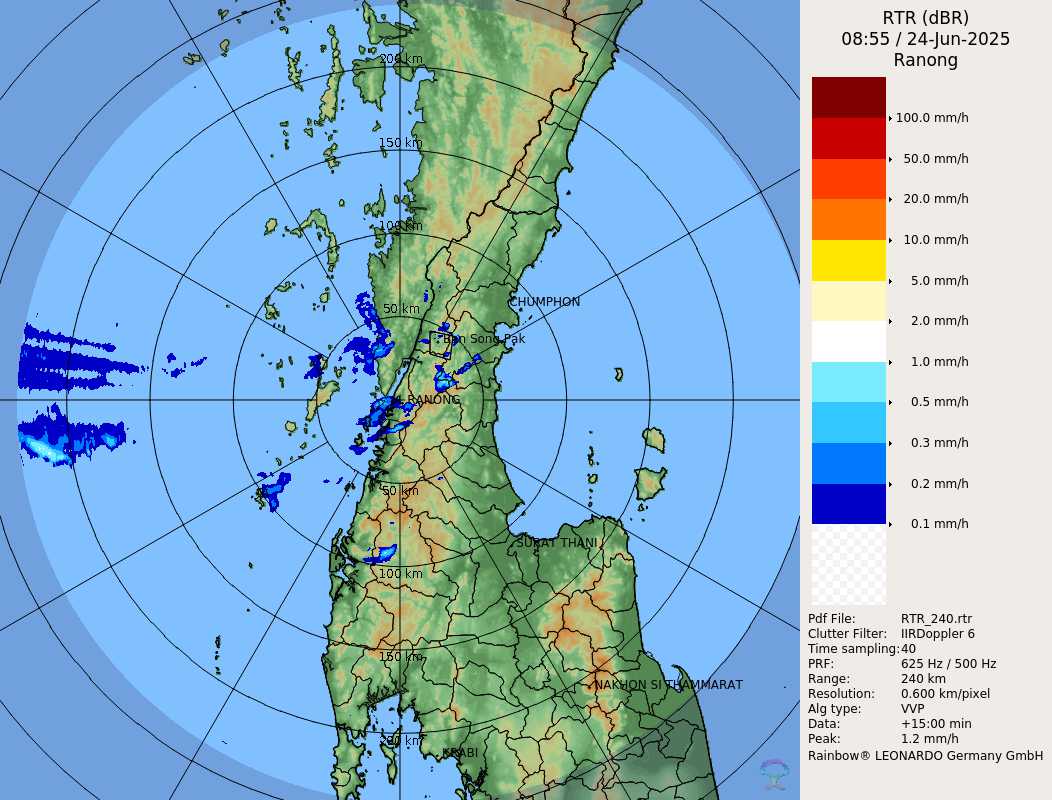 RTR (dBR)
08:55 / 24-Jun-2025
Ranong
100.0 mm/h
50.0 mm/h
20.0 mm/h
10.0 mm/h
5.0 mm/h
2.0 mm/h
1.0 mm/h
0.5 mm/h
0.3 mm/h
0.2 mm/h
0.1 mm/h
Pdf File: RTR_240.rtr
Clutter Filter: IIRDoppler 6
Time sampling:40
PRF: 625 Hz / 500 Hz
Range: 240 km
Resolution: 0.600 km/pixel
Alg type: VVP
Data: +15:00 min
Peak: 1.2 mm/h
Rainbow® LEONARDO Germany GmbH
200 km
150 km
100 km
CHUMPHON
50 km
Ban Song Pak
RANONG
50 km
SURAT THANI
100 km
150 km
NAKHON SI THAMMARAT
200 km
KRABI